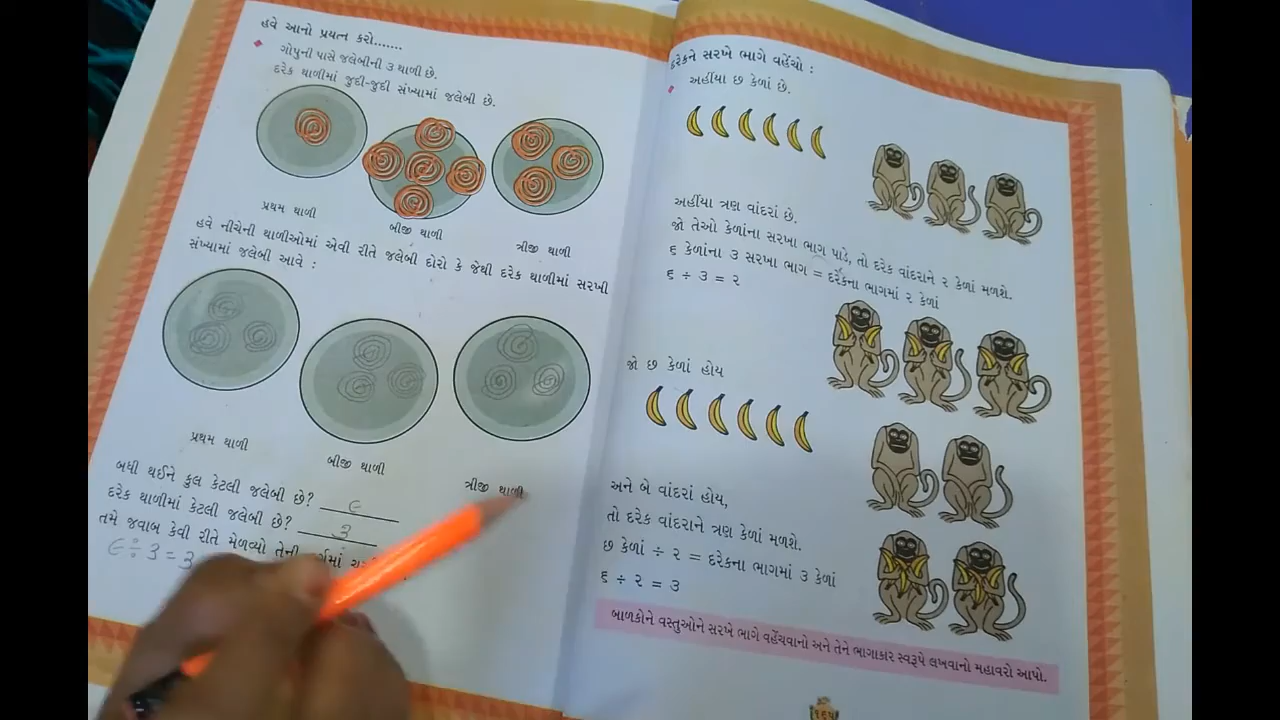 હવે આનો પ્રયત્ન કરો.......
ગોપુની પાસે જલેબીની ૩ થાળી છે.
દરેક થાળીમાં જુદી-જુદી સંખ્યામાં જલેબી છે.
પ્રથમ થાળી
બીજી થાળી
ત્રીજી થાળી
હવે નીચેની થાળીઓમાં એવી રીતે જલેબી દોરો કે જેથી દરેક થાળીમાં સરખી
સંખ્યામાં જલેબી આવે :
પ્રથમ થાળી
બીજી થાળી
ત્રીજી થાળી
બધી થઈને કુલ કેટલી જલેબી છે? ૯
દરેક થાળીમાં કેટલી જલેબી છે? ૩
તમે જવાબ કેવી રીતે મેળવ્યો તેની
૯ ÷ ૩ = ૩
દરેકને સરખે ભાગે વહેંચો :
અહીંયા છ કેળાં છે.
અહીંયા ત્રણ વાંદરાં છે.
જો તેઓ કેળાંના સરખા ભાગ પાડે, તો દરેક વાંદરાને ૨ કેળાં મળશે.
૬ કેળાંના ૩ સરખા ભાગ = દરેકના ભાગમાં ૨ કેળાં
૬ ÷ ૩ = ૨
જો છ કેળાં હોય
અને બે વાંદરાં હોય,
તો દરેક વાંદરાને ત્રણ કેળાં મળશે.
છ કેળાં ÷ ૨ = દરેકના ભાગમાં ૩ કેળાં
૬ ÷ ૨ = ૩
બાળકોને વસ્તુઓને સરખે ભાગે વહેંચવાનો અને તેને ભાગાકાર સ્વરૂપે લખવાનો મહાવરો આપો.
૧૬૫